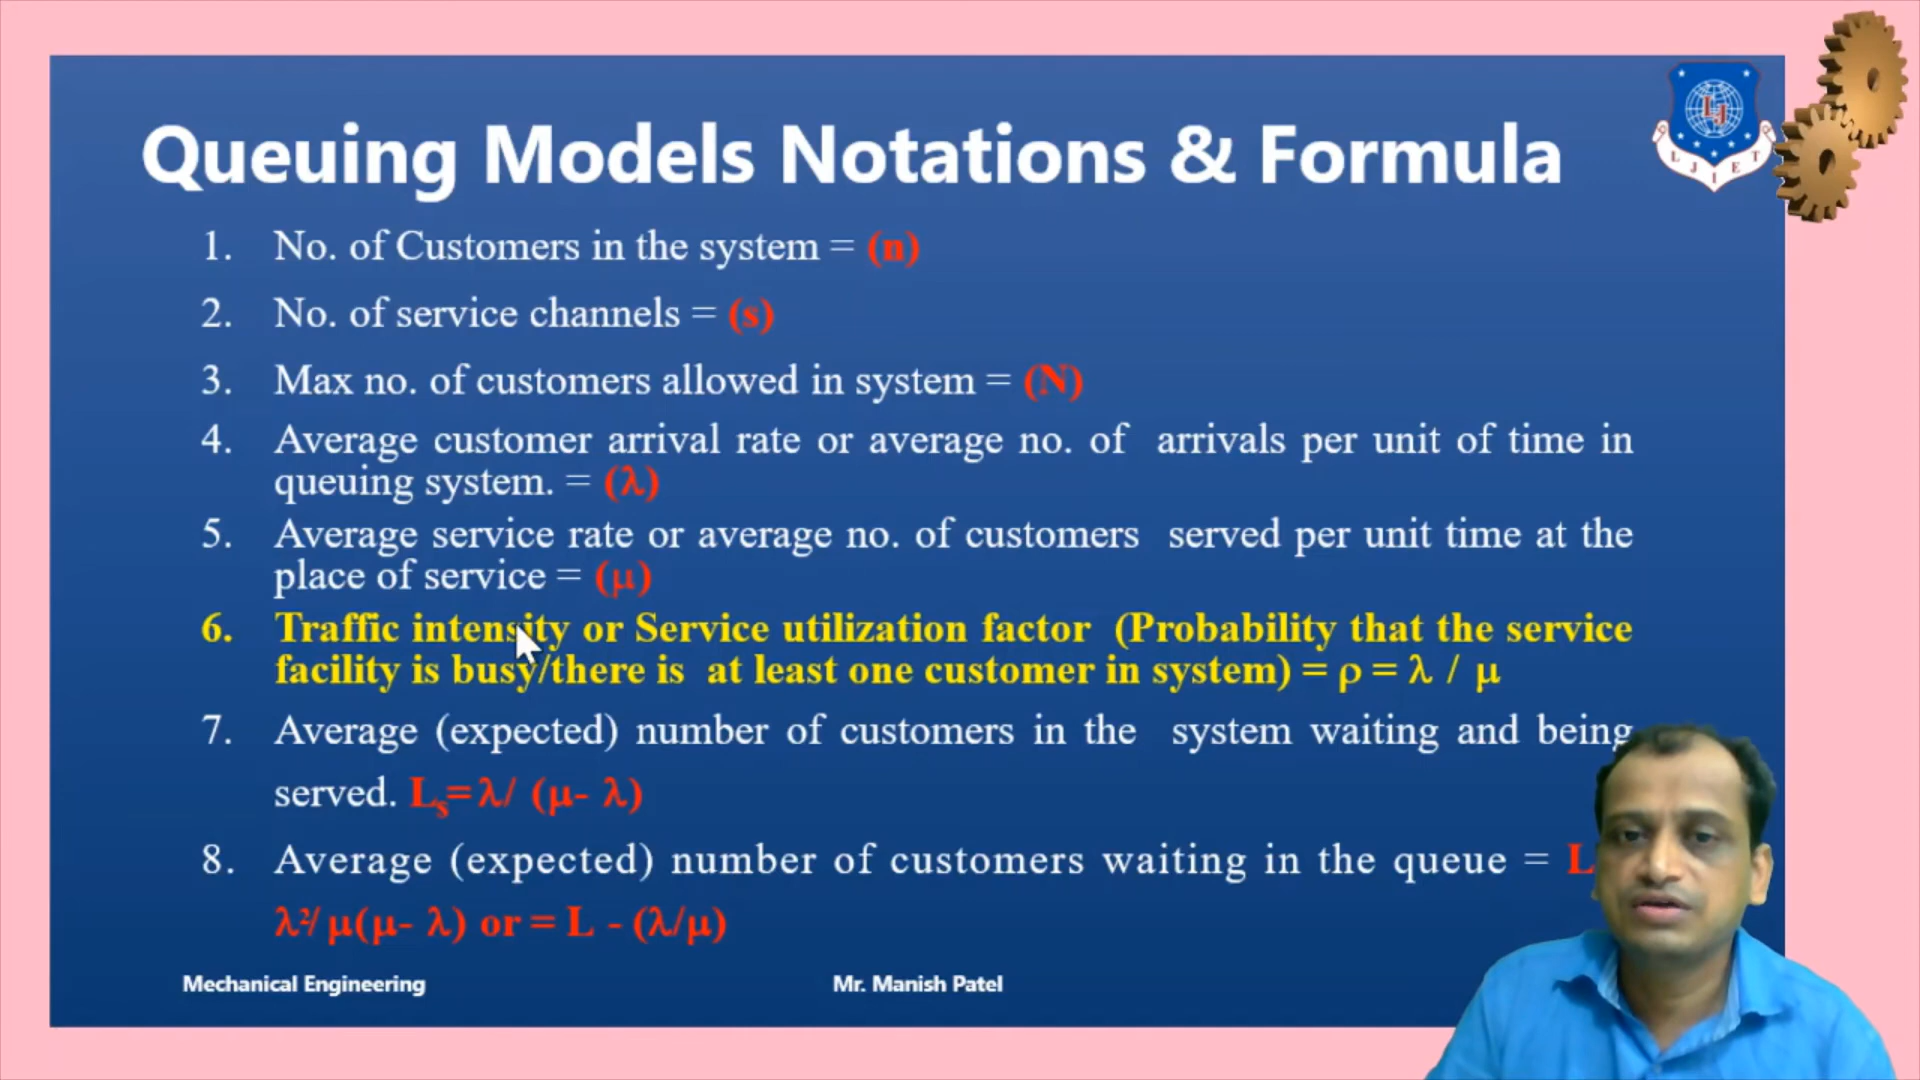 Queuing Models Notations & Formula
L J I E T
1. No. of Customers in the system = (n)
2. No. of service channels = (s)
3. Max no. of customers allowed in system = (N)
4. Average customer arrival rate or average no. of arrivals per unit of time in
queuing system. = (λ)
5. Average service rate or average no. of customers served per unit time at the
place of service = (μ)
6. Traffic intensity or Service utilization factor (Probability that the service
facility is busy/there is at least one customer in system) = ρ = λ / μ
7. Average (expected) number of customers in the system waiting and being
served. Ls= λ/ (μ- λ)
8. Average (expected) number of customers waiting in the queue = L
λ²/ μ(μ- λ) or = L - (λ/μ)
Mechanical Engineering
Mr. Manish Patel